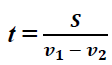 t = S / (v₁ − v₂)